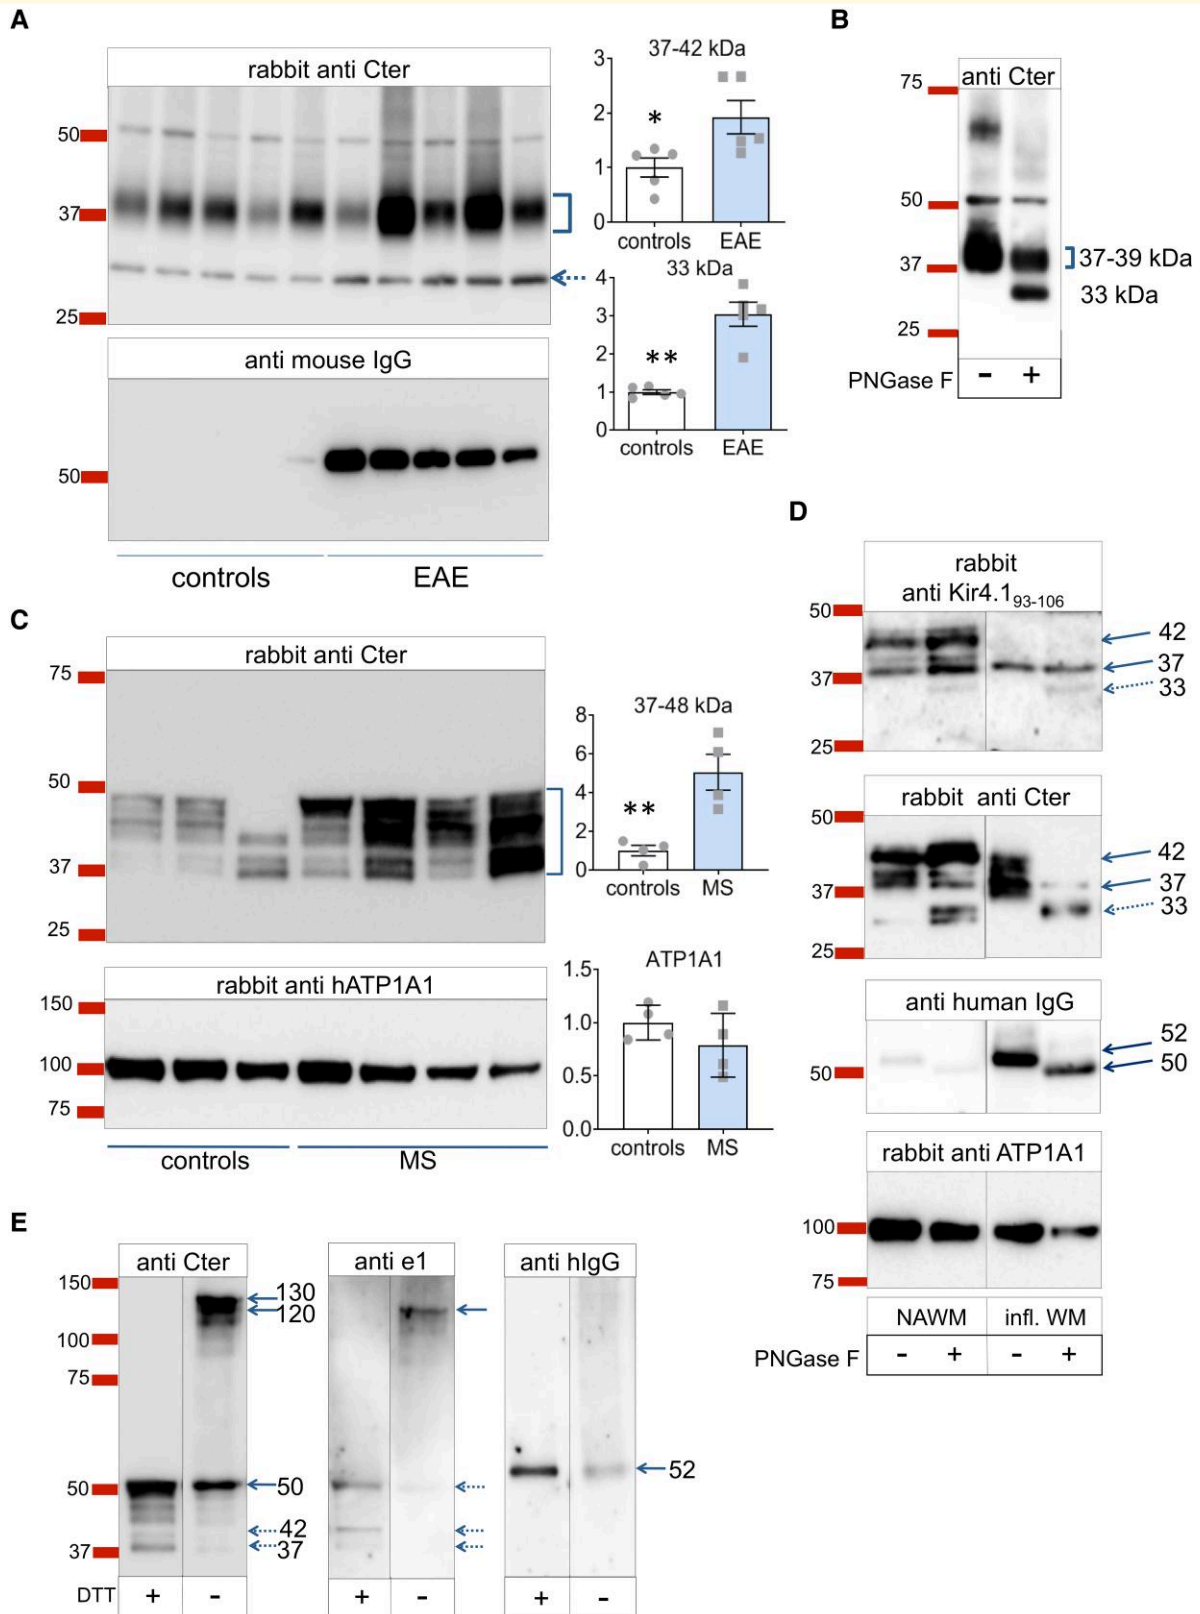 A
rabbit anti Cter
50
37
25
anti mouse IgG
50
controls
EAE
37-42 kDa
3
2
1
0
*
controls
EAE
33 kDa
4
3
2
1
0
**
controls
EAE
B
anti Cter
75
50
37
25
37-39 kDa
33 kDa
PNGase F
-
+
C
rabbit anti Cter
75
50
37
25
rabbit anti hATP1A1
150
100
75
controls
MS
37-48 kDa
8
6
4
2
0
**
controls
MS
ATP1A1
1.5
1.0
0.5
0.0
controls
MS
D
rabbit
anti Kir4.1₉₃₋₁₀₆
50
37
25
42
37
33
rabbit anti Cter
50
37
25
42
37
33
anti human IgG
50
52
50
rabbit anti ATP1A1
100
75
NAWM infl. WM
PNGase F - + - +
E
anti Cter
150
100
75
50
37
130
120
50
42
37
DTT + -
anti e1
+ -
anti hIgG
52
+ -